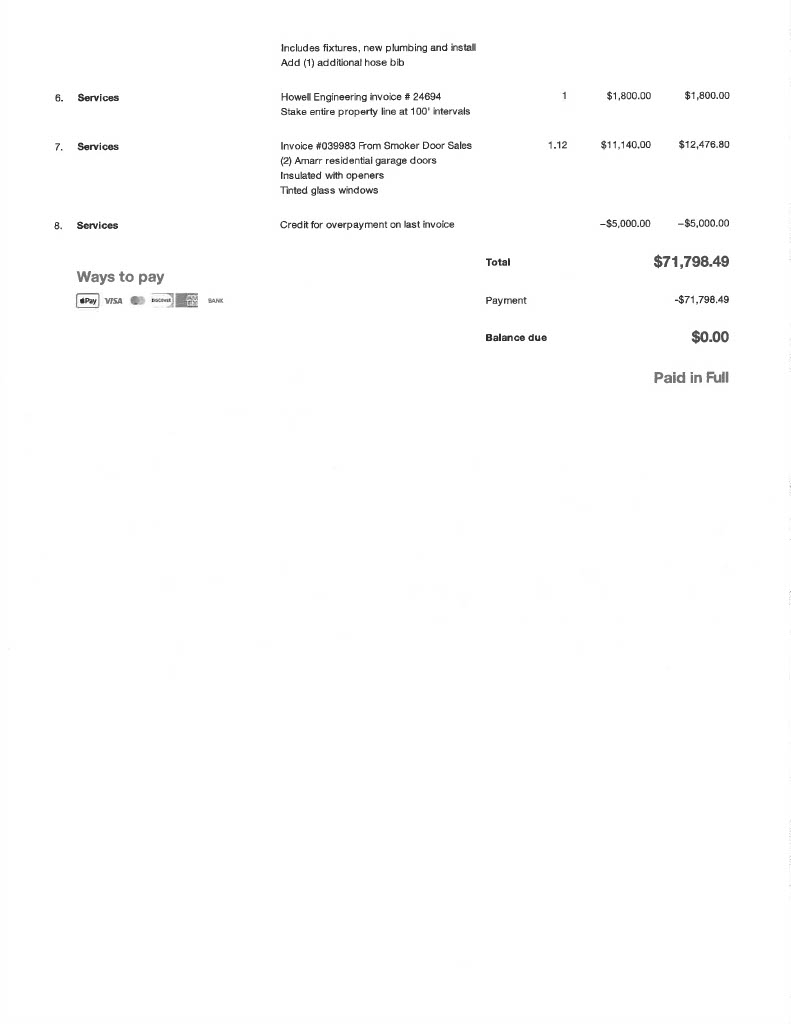 Includes fixtures, new plumbing and install
Add (1) additional hose bib
6. Services Howell Engineering invoice # 24694 1 $1,800.00 $1,800.00
Stake entire property line at 100' intervals
7. Services Invoice #039983 From Smoker Door Sales 1.12 $11,140.00 $12,476.80
(2) Amarr residential garage doors
Insulated with openers
Tinted glass windows
8. Services Credit for overpayment on last invoice –$5,000.00 –$5,000.00
Total $71,798.49
Ways to pay
Pay VISA DISCOVER BANK
Payment -$71,798.49
Balance due $0.00
Paid in Full